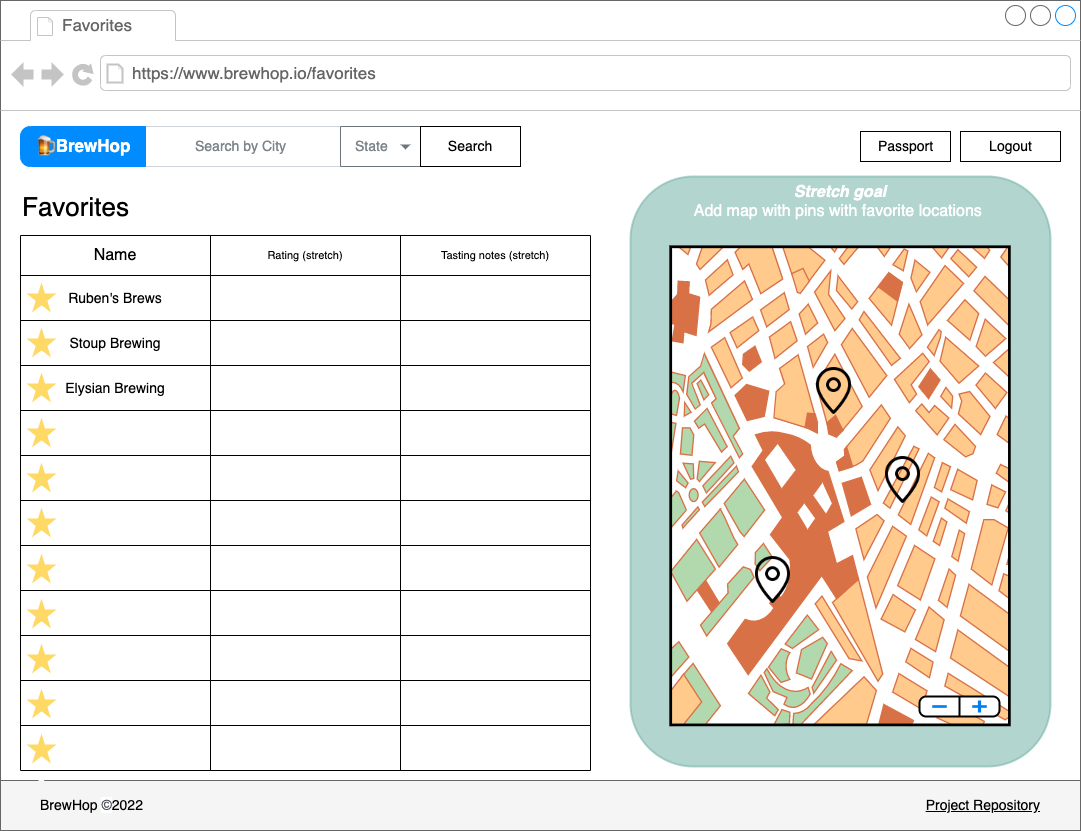 Favorites
https://www.brewhop.io/favorites
BrewHop
Search by City
State
Search
Passport
Logout
Favorites
Name
Rating (stretch)
Tasting notes (stretch)
Ruben's Brews
Stoup Brewing
Elysian Brewing
Stretch goal
Add map with pins with favorite locations
BrewHop ©2022
Project Repository